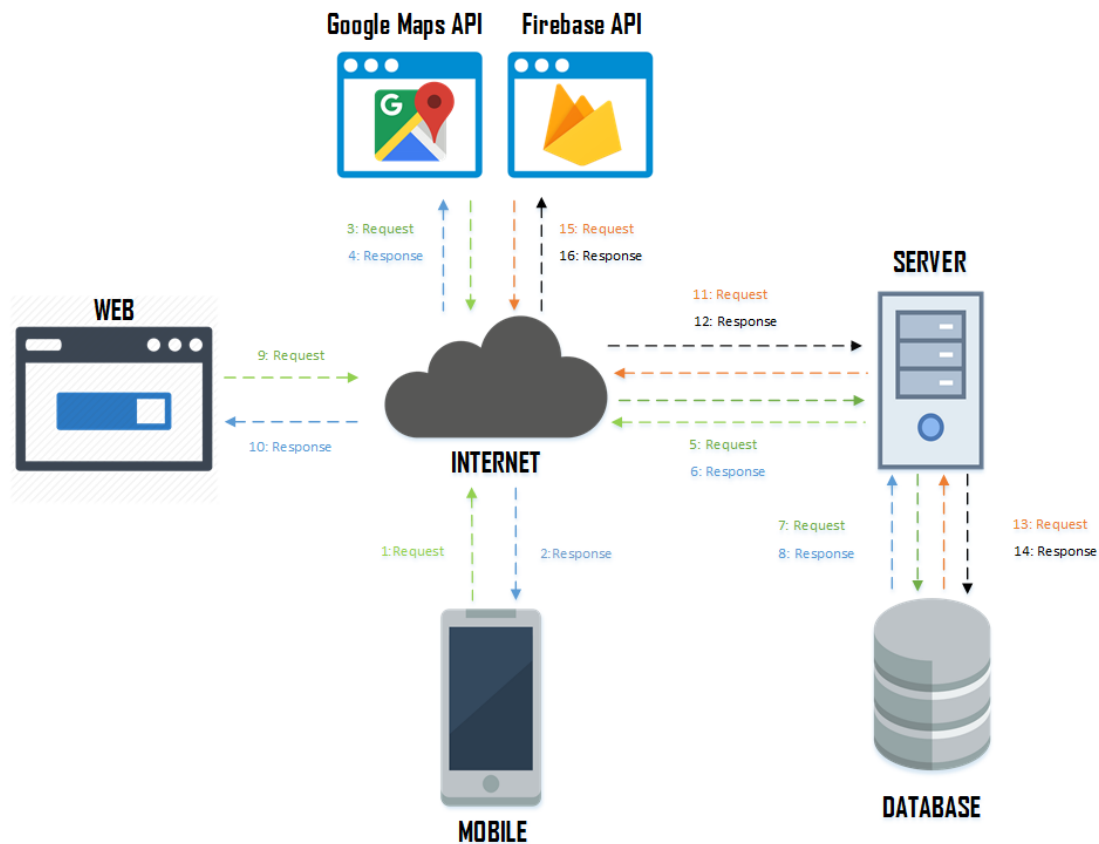 Google Maps API
Firebase API
G
3: Request
4: Response
15: Request
16: Response
SERVER
11: Request
12: Response
WEB
9: Request
10: Response
INTERNET
5: Request
6: Response
1:Request
2:Response
7: Request
8: Response
13: Request
14: Response
DATABASE
MOBILE